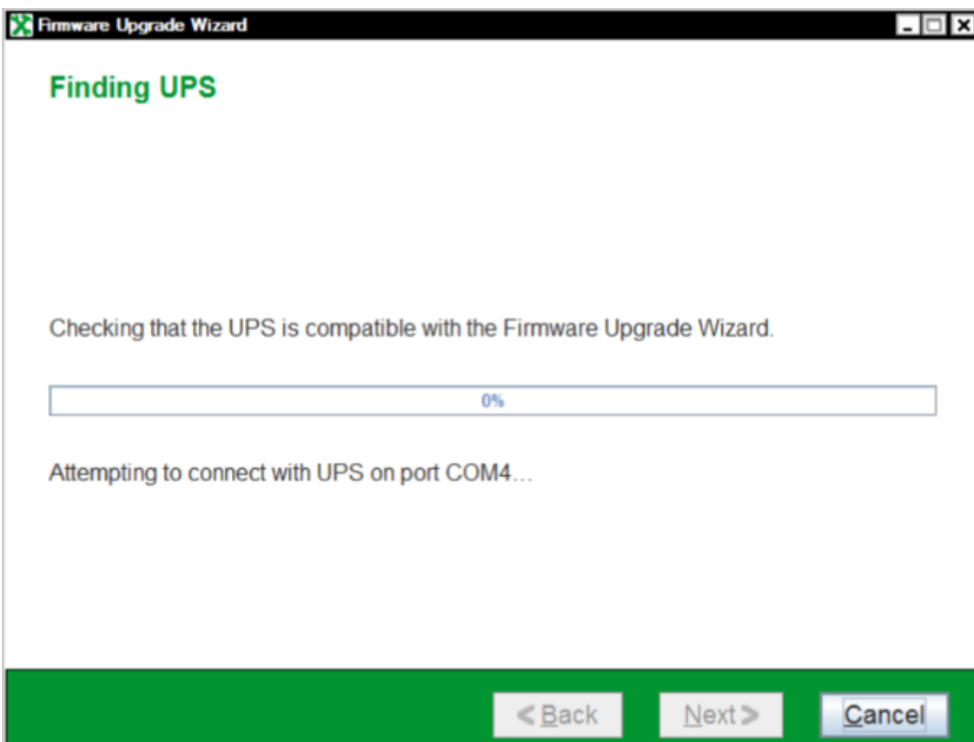 Firmware Upgrade Wizard
Finding UPS
Checking that the UPS is compatible with the Firmware Upgrade Wizard.
0%
Attempting to connect with UPS on port COM4...
< Back Next > Cancel